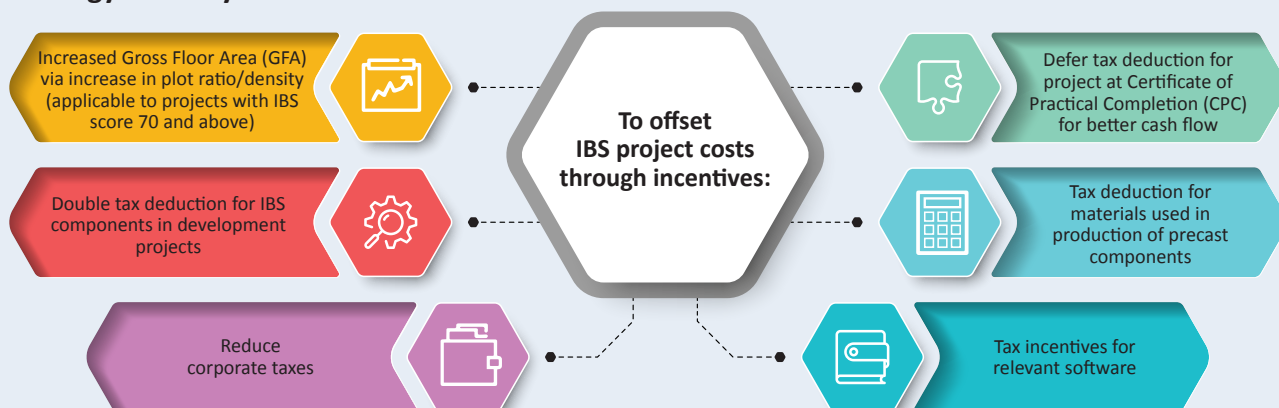 To offset
IBS project costs
through incentives:
Increased Gross Floor Area (GFA)
via increase in plot ratio/density
(applicable to projects with IBS
score 70 and above)
Double tax deduction for IBS
components in development
projects
Reduce
corporate taxes
Defer tax deduction for
project at Certificate of
Practical Completion (CPC)
for better cash flow
Tax deduction for
materials used in
production of precast
components
Tax incentives for
relevant software